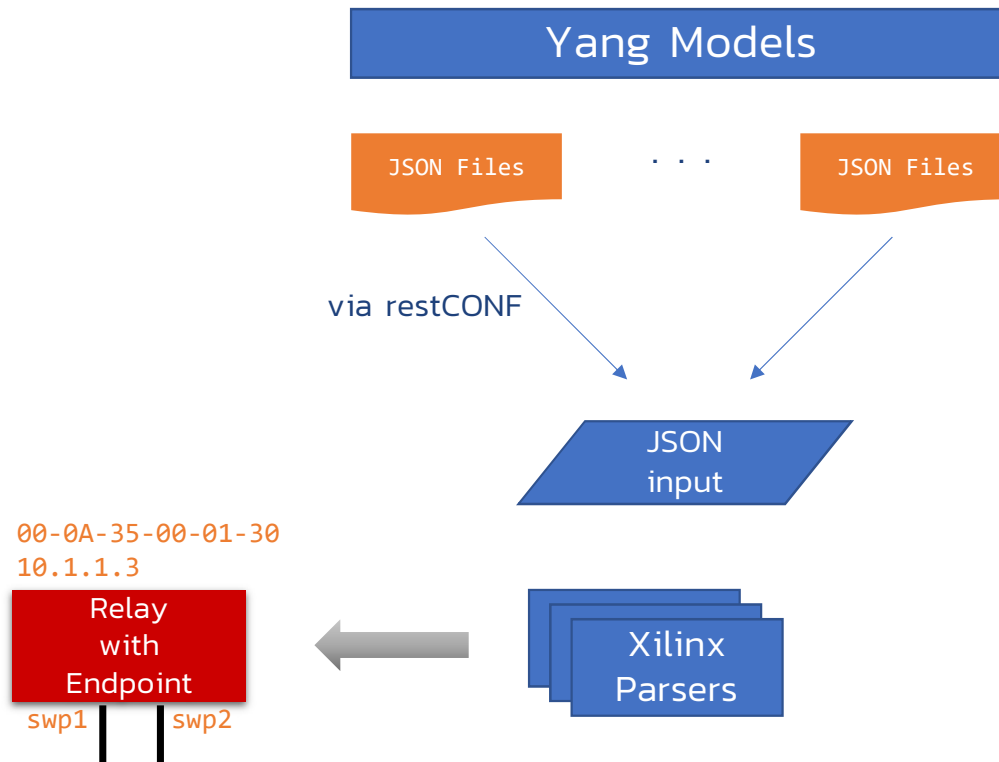 Yang Models
JSON Files
. . .
JSON Files
via restCONF
JSON
input
00-0A-35-00-01-30
10.1.1.3
Relay
with
Endpoint
Xilinx
Parsers
swp1
swp2